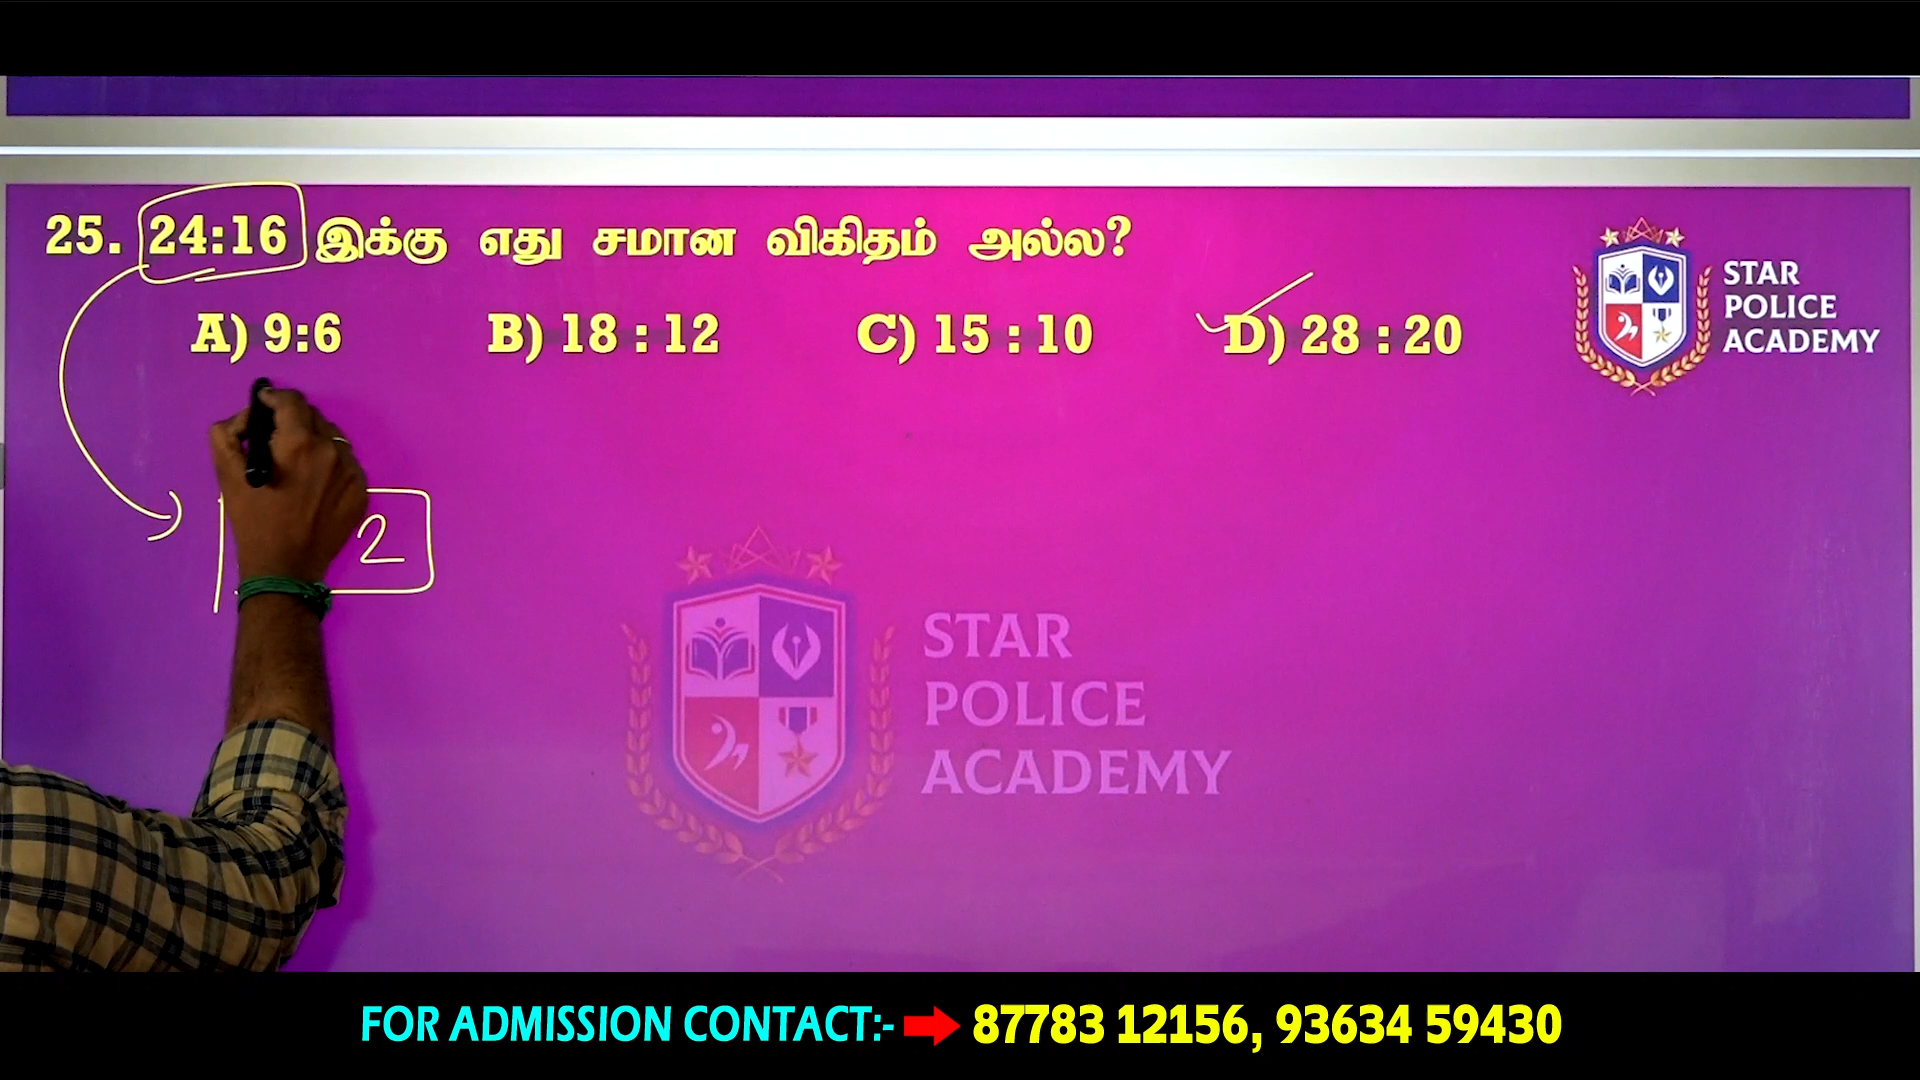 25. 24:16 இக்கு எது சமான விகிதம் அல்ல?
A) 9:6 B) 18 : 12 C) 15 : 10 D) 28 : 20
STAR
POLICE
ACADEMY
2
STAR
POLICE
ACADEMY
FOR ADMISSION CONTACT:- 87783 12156, 93634 59430